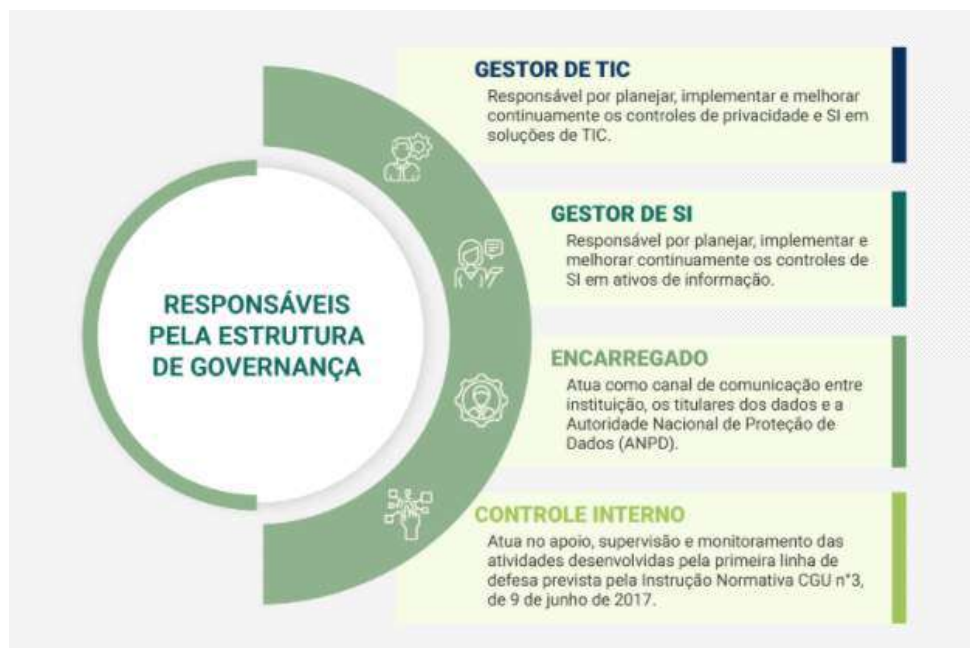 RESPONSÁVEIS
PELA ESTRUTURA
DE GOVERNANÇA
GESTOR DE TIC
Responsável por planejar, implementar e melhorar
continuamente os controles de privacidade e SI em
soluções de TIC.
GESTOR DE SI
Responsável por planejar, implementar e
melhorar continuamente os controles de
SI em ativos de informação.
ENCARREGADO
Atua como canal de comunicação entre
instituição, os titulares dos dados e a
Autoridade Nacional de Proteção de
Dados (ANPD).
CONTROLE INTERNO
Atua no apoio, supervisão e monitoramento das
atividades desenvolvidas pela primeira linha de
defesa prevista pela Instrução Normativa CGU n°3,
de 9 de junho de 2017.